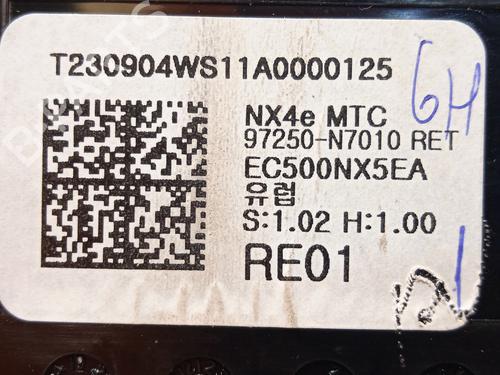 T230904WS11A0000125
6H
NX4e MTC
97250-N7010 RET
EC500NX5EA
유럽
S:1.02 H:1.00
RE01